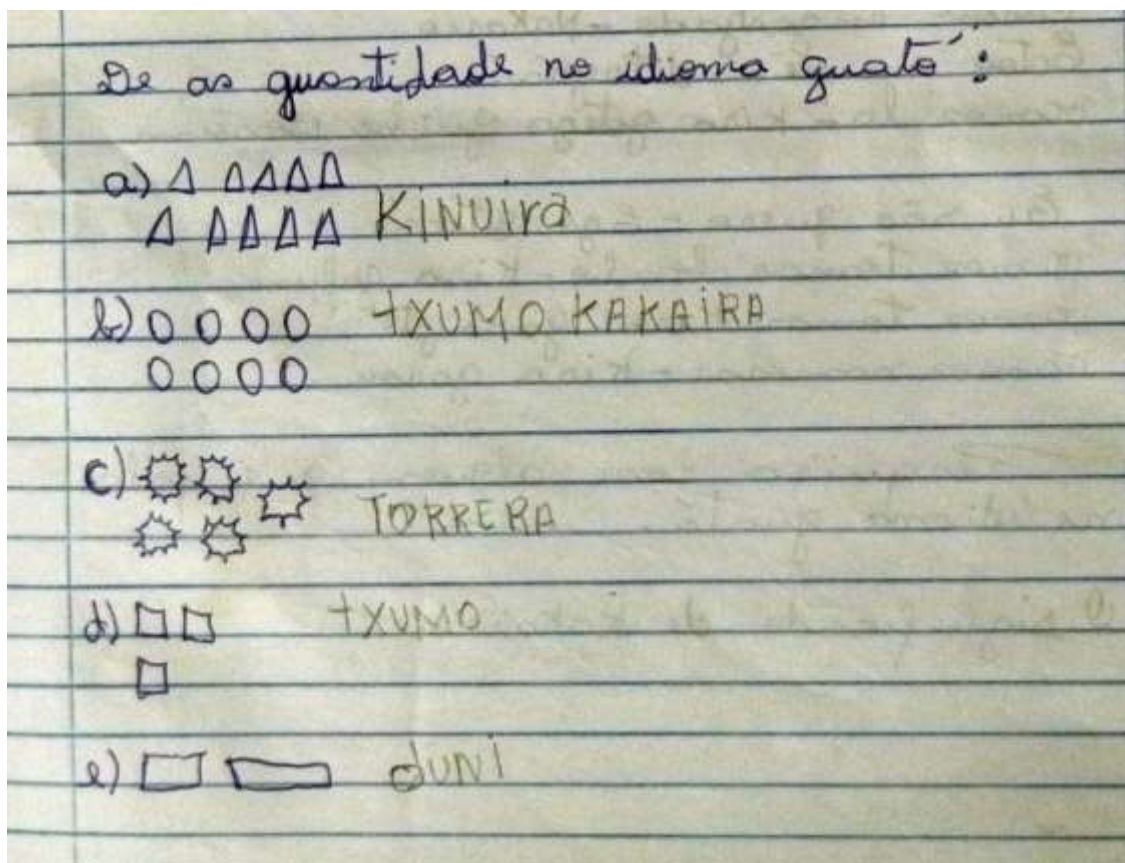 De as quantidade no idioma guató:
a) KiNUira
b) txUMO KAKAiRA
c) TORRERA
d) txUMO
e) dUNi